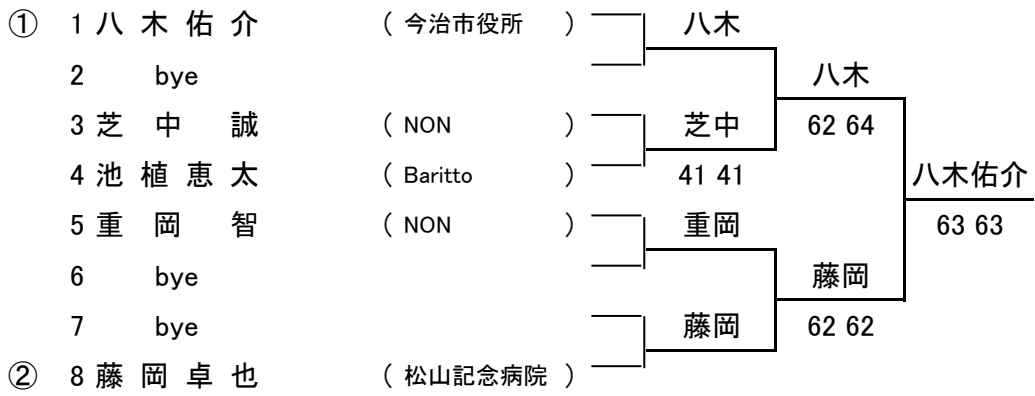 ① 1 八 木 佑 介 ( 今治市役所 ) 八木
2 bye 八木
3 芝 中 誠 ( NON ) 芝中 62 64
4 池 植 恵 太 ( Baritto ) 41 41 八木佑介
5 重 岡 智 ( NON ) 重岡 63 63
6 bye 藤岡
7 bye 藤岡 62 62
② 8 藤 岡 卓 也 ( 松山記念病院 )